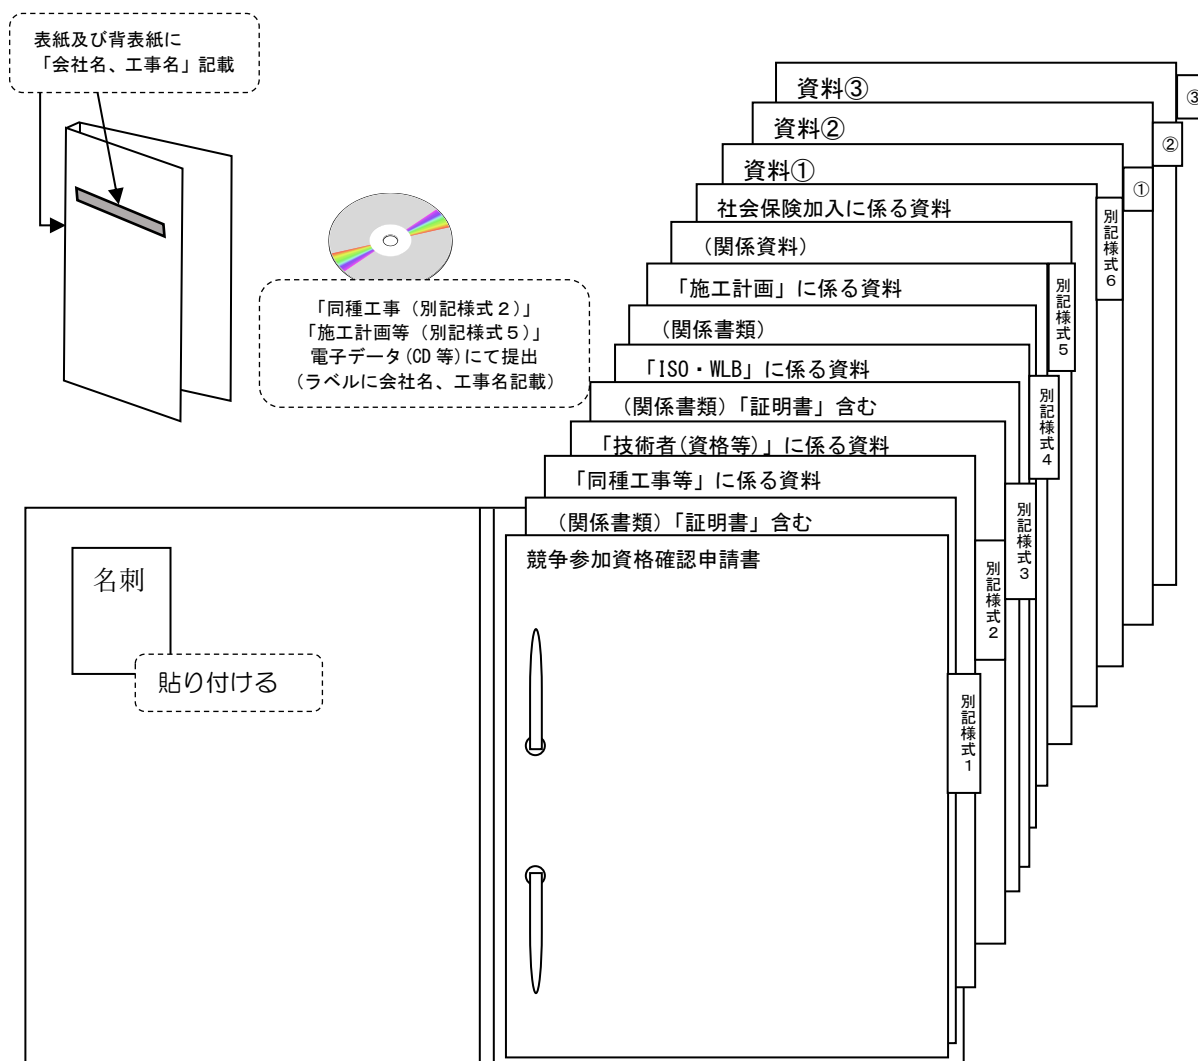 表紙及び背表紙に
「会社名、工事名」記載
「同種工事（別記様式２）」
「施工計画等（別記様式５）」
電子データ(CD 等)にて提出
（ラベルに会社名、工事名記載）
資料③
③
資料②
②
資料①
①
社会保険加入に係る資料
別記様式６
（関係資料）
「施工計画」に係る資料
別記様式５
（関係書類）
「ISO・WLB」に係る資料
別記様式４
（関係書類）「証明書」含む
「技術者(資格等)」に係る資料
別記様式３
「同種工事等」に係る資料
別記様式２
（関係書類）「証明書」含む
競争参加資格確認申請書
別記様式１
名刺
貼り付ける